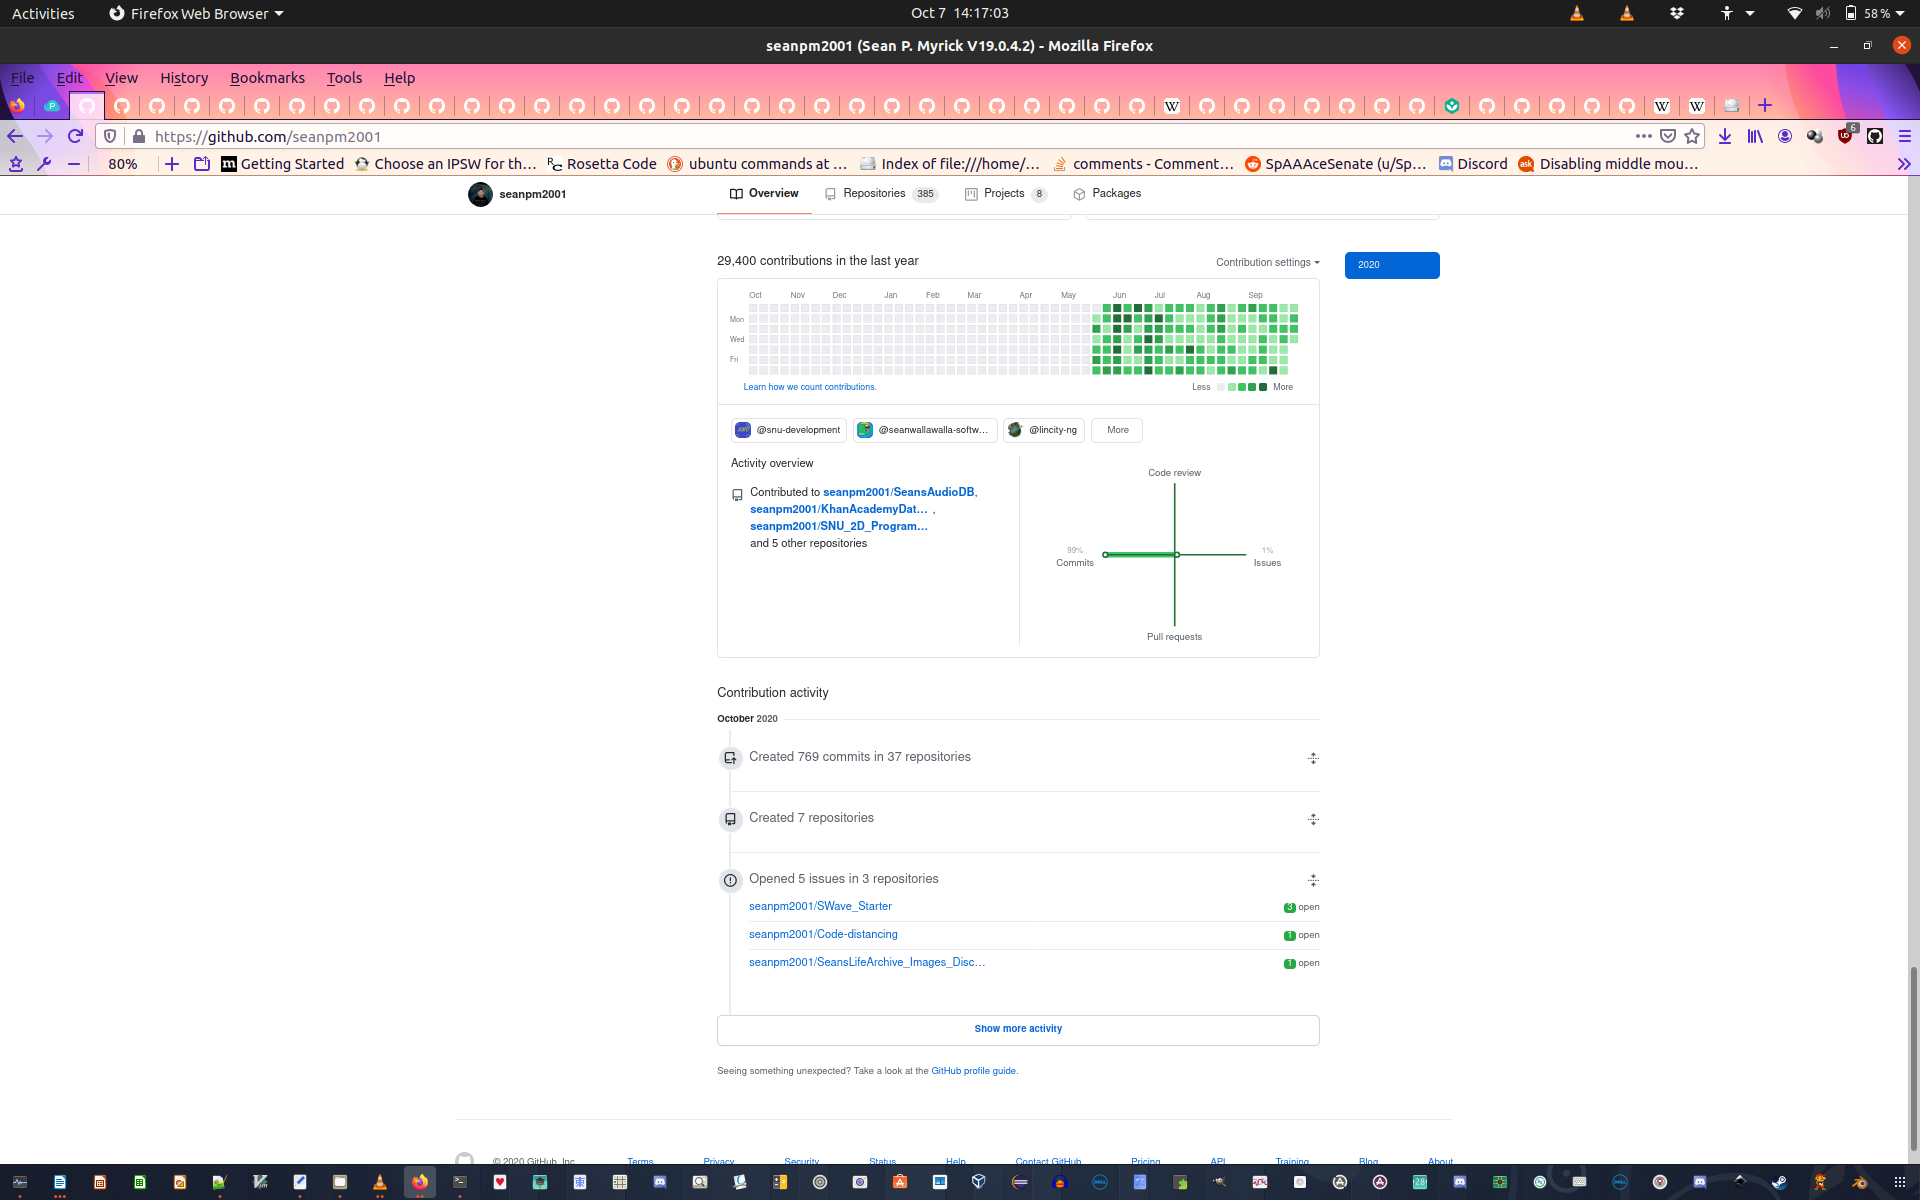 Activities
Firefox Web Browser
Oct 7 14:17:03
58 %
seanpm2001 (Sean P. Myrick V19.0.4.2) - Mozilla Firefox
File Edit View History Bookmarks Tools Help
https://github.com/seanpm2001
6
80%
Getting Started
Choose an IPSW for th…
Rosetta Code
ubuntu commands at …
Index of file:///home/…
comments - Comment…
SpAAAceSenate (u/Sp…
Discord
Disabling middle mou…
seanpm2001
Overview
Repositories 385
Projects 8
Packages
29,400 contributions in the last year
Contribution settings
2020
Oct Nov Dec Jan Feb Mar Apr May Jun Jul Aug Sep
Mon
Wed
Fri
Learn how we count contributions.
Less More
@snu-development
@seanwallawalla-softw…
@lincity-ng
More
Activity overview
Contributed to seanpm2001/SeansAudioDB,
seanpm2001/KhanAcademyDat… ,
seanpm2001/SNU_2D_Program…
and 5 other repositories
Code review
99%
Commits
1%
Issues
Pull requests
Contribution activity
October 2020
Created 769 commits in 37 repositories
Created 7 repositories
Opened 5 issues in 3 repositories
seanpm2001/SWave_Starter
3 open
seanpm2001/Code-distancing
1 open
seanpm2001/SeansLifeArchive_Images_Disc…
1 open
Show more activity
Seeing something unexpected? Take a look at the GitHub profile guide.
© 2020 GitHub, Inc. Terms Privacy Security Status Help Contact GitHub Pricing API Training Blog About